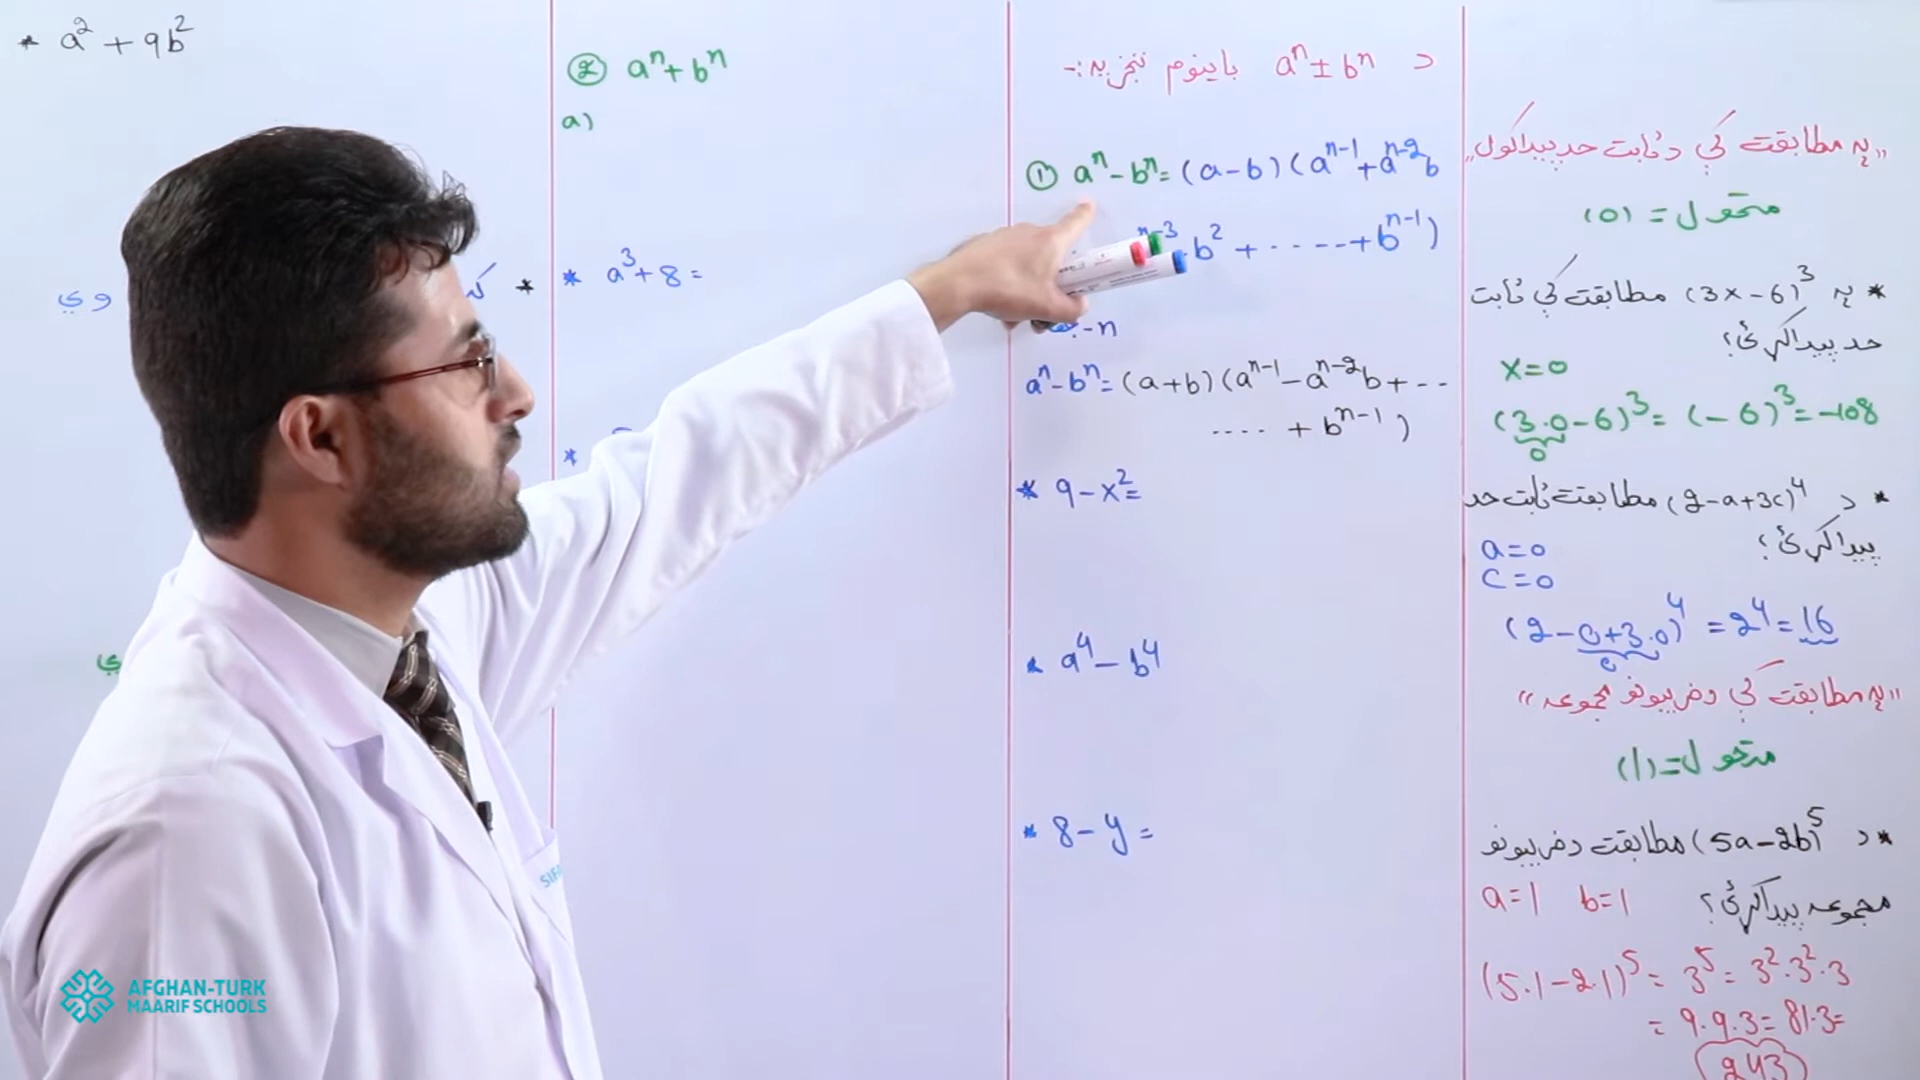 „په مطابقت کې د ثابت حد پیدا کول„
متحول = (0)
* په (3x-6)³ مطابقت کې ثابت
حد پیدا کړئ؟
x=0
(3.0-6)³= (-6)³= -108
0
* د (2-a+3c)⁴ مطابقت ثابت حد
پیدا کړئ؟
a=0
c=0
(2-0+3.0)⁴ = 2⁴= 16
0
„په مطابقت کې د ضریبونو مجموعه„
متحول=(1)
* د (5a-2b)⁵ مطابقت د ضریبونو
مجموعه پیدا کړئ؟
a=1 b=1
(5.1-2.1)⁵ = 3⁵ = 3².3².3
= 9.9.3= 81.3=
243
د aⁿ ± bⁿ باینوم تجزیه:-
① aⁿ-bⁿ= (a-b)(aⁿ⁻¹+aⁿ⁻²b
b² + ..... + bⁿ⁻¹)
-n
aⁿ-bⁿ= (a+b)(aⁿ⁻¹-aⁿ⁻²b+..
.... + bⁿ⁻¹)
* 9-x²=
* a⁴-b⁴
* 8-y=
② aⁿ+bⁿ
a)
* a³+8=
*
* a²+9b²
وي
*
SIF
AFGHAN-TURK
MAARIF SCHOOLS